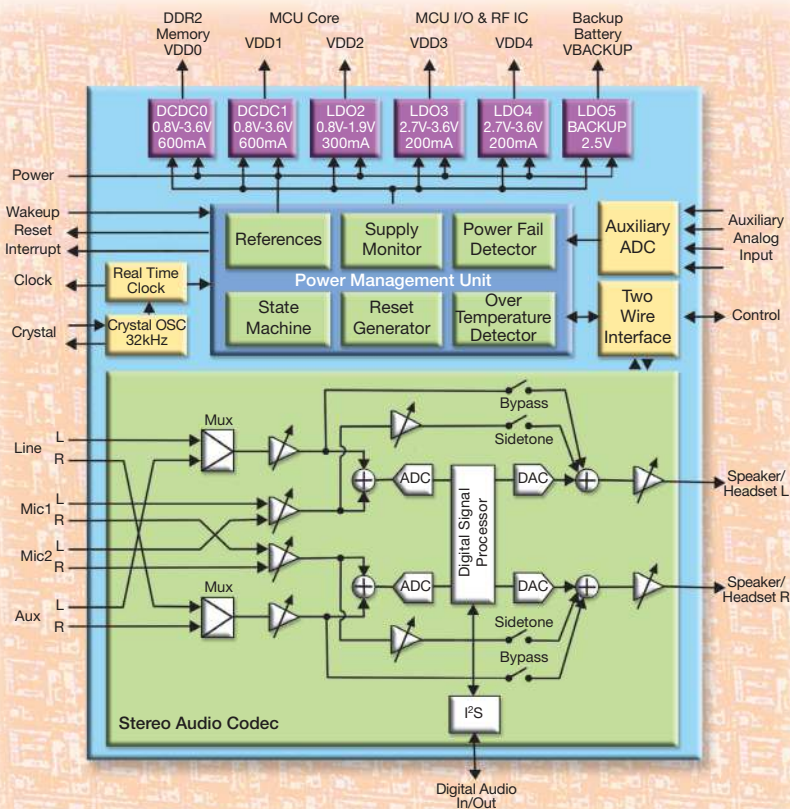 DDR2
Memory
VDD0
MCU Core
VDD1
VDD2
MCU I/O & RF IC
VDD3
VDD4
Backup
Battery
VBACKUP
DCDC0
0.8V-3.6V
600mA
DCDC1
0.8V-3.6V
600mA
LDO2
0.8V-1.9V
300mA
LDO3
2.7V-3.6V
200mA
LDO4
2.7V-3.6V
200mA
LDO5
BACKUP
2.5V
Power
Wakeup
Reset
Interrupt
Clock
Crystal
Real Time
Clock
Crystal OSC
32kHz
References
Supply
Monitor
Power Fail
Detector
Power Management Unit
State
Machine
Reset
Generator
Over
Temperature
Detector
Auxiliary
ADC
Auxiliary
Analog
Input
Two
Wire
Interface
Control
Line
L
R
Mic1
L
R
Mic2
L
R
Aux
L
R
Mux
Mux
Bypass
Sidetone
ADC
ADC
Digital Signal
Processor
DAC
DAC
Sidetone
Bypass
Speaker/
Headset L
Speaker/
Headset R
I²S
Stereo Audio Codec
Digital Audio
In/Out